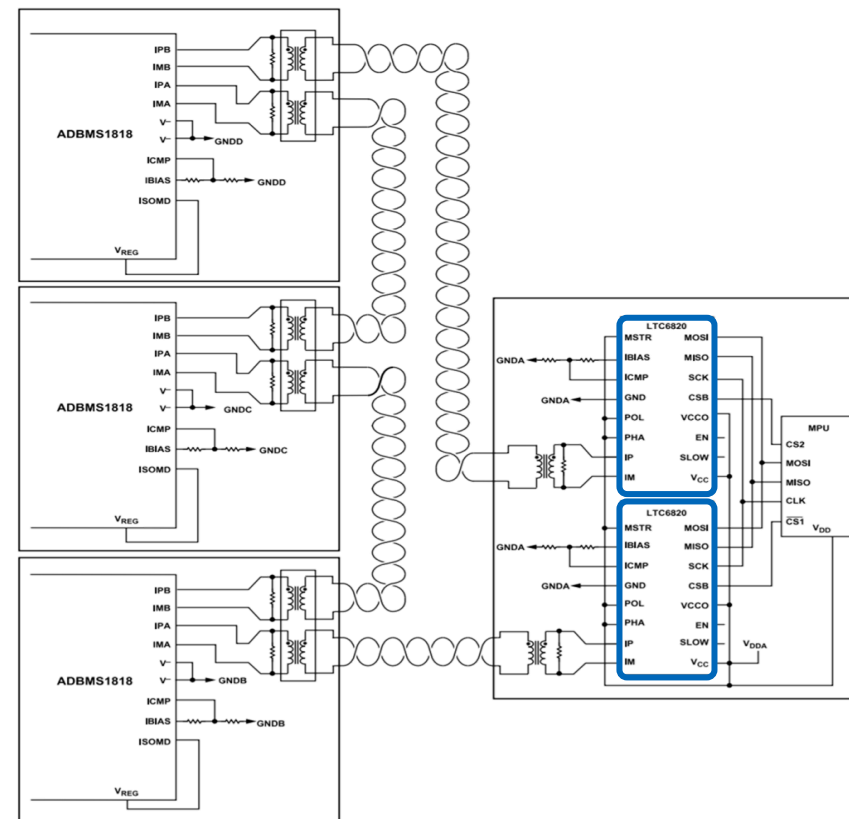 IPB
IMB
IPA
IMA
V–
V–
GNDD
ADBMS1818
ICMP
IBIAS
GNDD
ISOMD
VREG
IPB
IMB
IPA
IMA
V–
V–
GNDC
ADBMS1818
ICMP
IBIAS
GNDC
ISOMD
VREG
IPB
IMB
IPA
IMA
V–
V–
GNDB
ADBMS1818
ICMP
IBIAS
GNDB
ISOMD
VREG
LTC6820
MSTR MOSI
GNDA IBIAS MISO
ICMP SCK
GNDA GND CSB
POL VCCO
PHA EN
IP SLOW
IM VCC
LTC6820
MSTR MOSI
GNDA IBIAS MISO
ICMP SCK
GNDA GND CSB
POL VCCO
PHA EN
IP SLOW
IM VCC
VDDA
MPU
CS2
MOSI
MISO
CLK
CS1
VDD